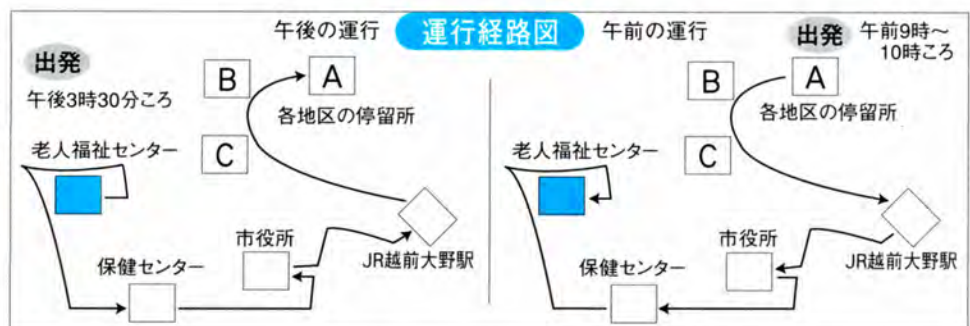 運行経路図
午後の運行
出発
午後3時30分ころ
B
A
各地区の停留所
C
老人福祉センター
市役所
保健センター
JR越前大野駅
午前の運行
出発
午前9時～
10時ころ
B
A
各地区の停留所
C
老人福祉センター
市役所
保健センター
JR越前大野駅